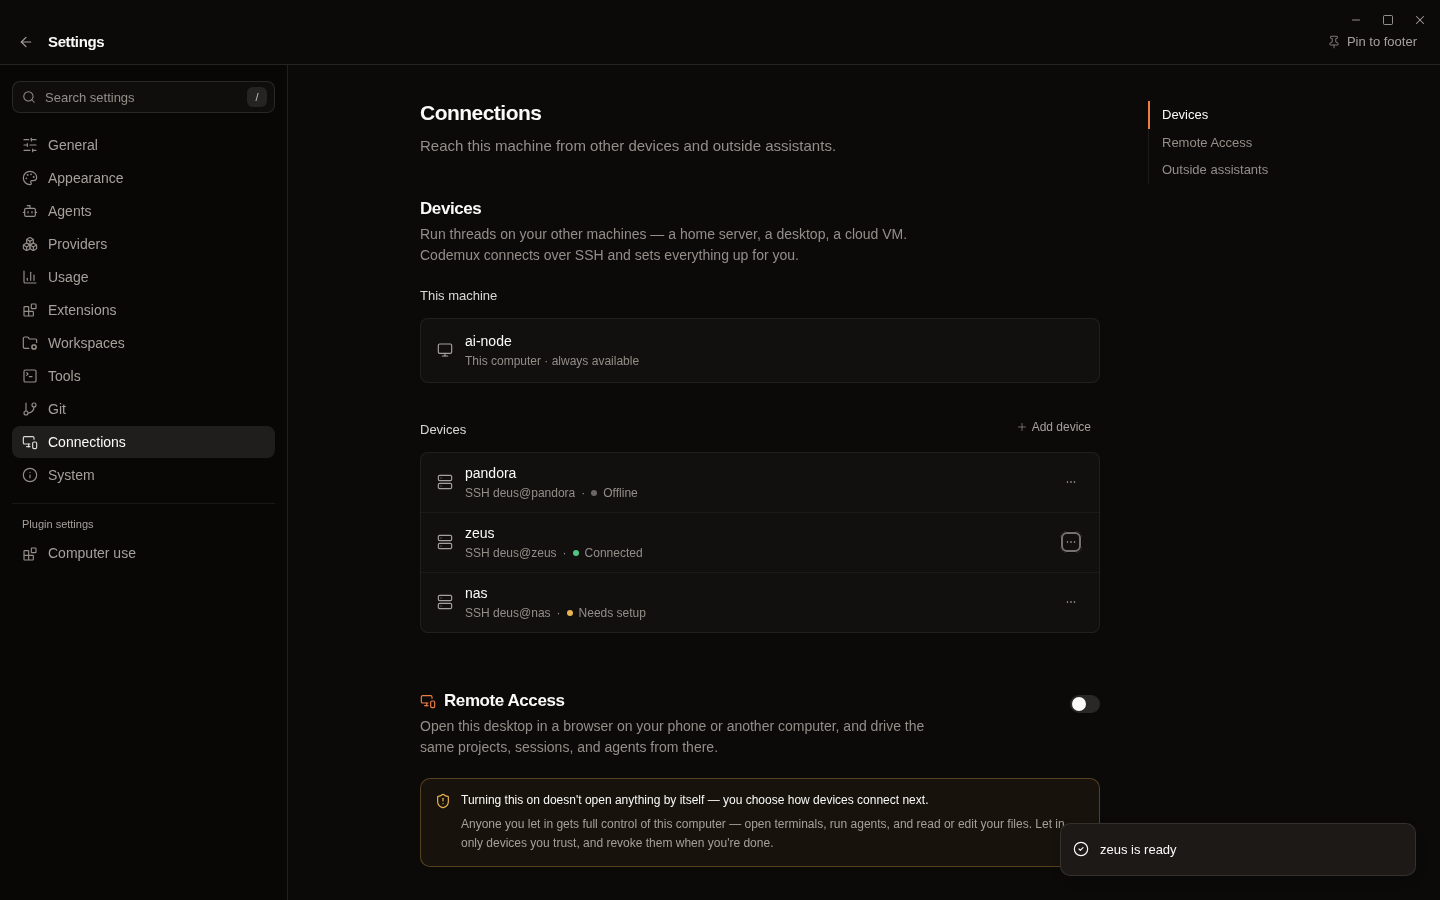 Settings
Pin to footer
Search settings
/
General
Appearance
Agents
Providers
Usage
Extensions
Workspaces
Tools
Git
Connections
System
Plugin settings
Computer use
Connections
Reach this machine from other devices and outside assistants.
Devices
Run threads on your other machines — a home server, a desktop, a cloud VM.
Codemux connects over SSH and sets everything up for you.
This machine
ai-node
This computer · always available
Devices
Add device
pandora
SSH deus@pandora · Offline
zeus
SSH deus@zeus · Connected
nas
SSH deus@nas · Needs setup
Remote Access
Open this desktop in a browser on your phone or another computer, and drive the
same projects, sessions, and agents from there.
Turning this on doesn't open anything by itself — you choose how devices connect next.
Anyone you let in gets full control of this computer — open terminals, run agents, and read or edit your files. Let in
only devices you trust, and revoke them when you're done.
Devices
Remote Access
Outside assistants
zeus is ready